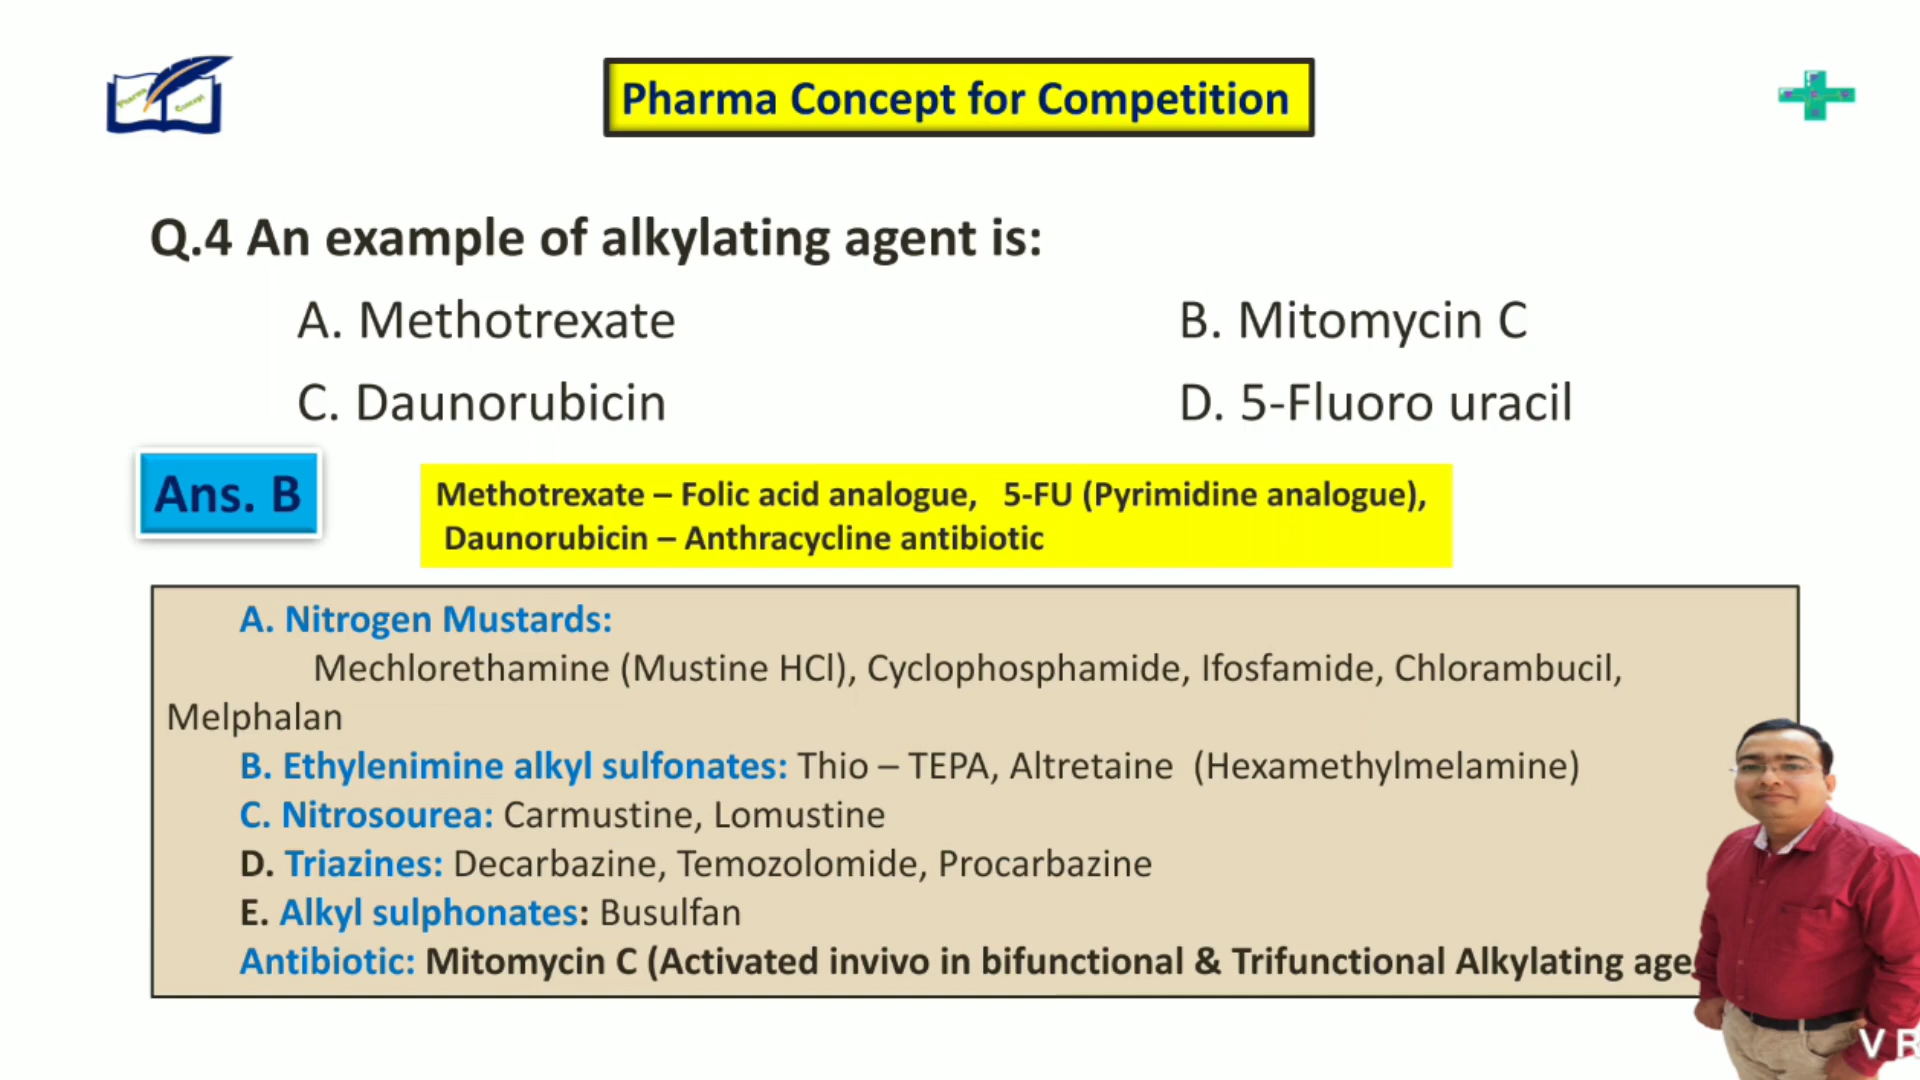 Pharma Concept
Pharma Concept for Competition
Q.4 An example of alkylating agent is:
A. Methotrexate B. Mitomycin C
C. Daunorubicin D. 5-Fluoro uracil
Ans. B
Methotrexate – Folic acid analogue, 5-FU (Pyrimidine analogue),
Daunorubicin – Anthracycline antibiotic
A. Nitrogen Mustards:
Mechlorethamine (Mustine HCl), Cyclophosphamide, Ifosfamide, Chlorambucil,
Melphalan
B. Ethylenimine alkyl sulfonates: Thio – TEPA, Altretaine (Hexamethylmelamine)
C. Nitrosourea: Carmustine, Lomustine
D. Triazines: Decarbazine, Temozolomide, Procarbazine
E. Alkyl sulphonates: Busulfan
Antibiotic: Mitomycin C (Activated invivo in bifunctional & Trifunctional Alkylating age
V R